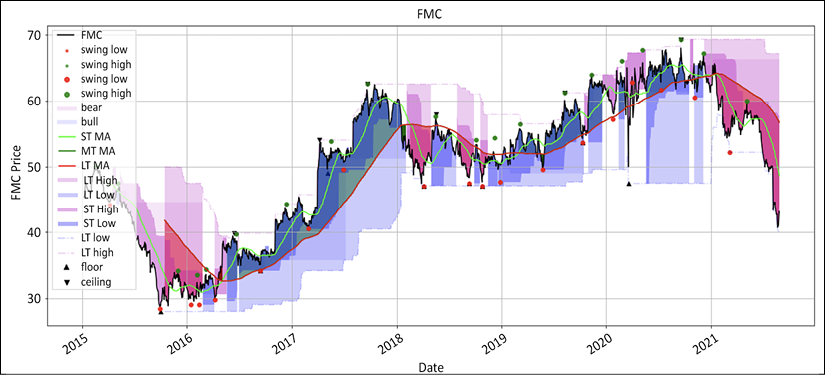 FMC
70
60
50
40
30
FMC Price
FMC
swing low
swing high
swing low
swing high
bear
bull
ST MA
MT MA
LT MA
LT High
LT Low
ST High
ST Low
LT low
LT high
floor
ceiling
2015
2016
2017
2018
2019
2020
2021
Date